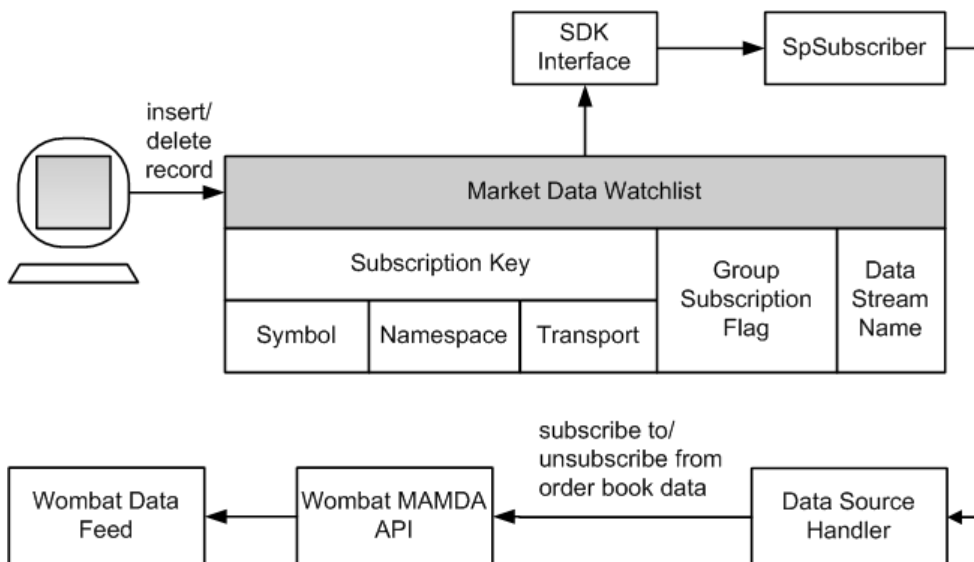 SDK
Interface
SpSubscriber
insert/
delete
record
Market Data Watchlist
Subscription Key
Group
Subscription
Flag
Data
Stream
Name
Symbol
Namespace
Transport
subscribe to/
unsubscribe from
order book data
Wombat Data
Feed
Wombat MAMDA
API
Data Source
Handler